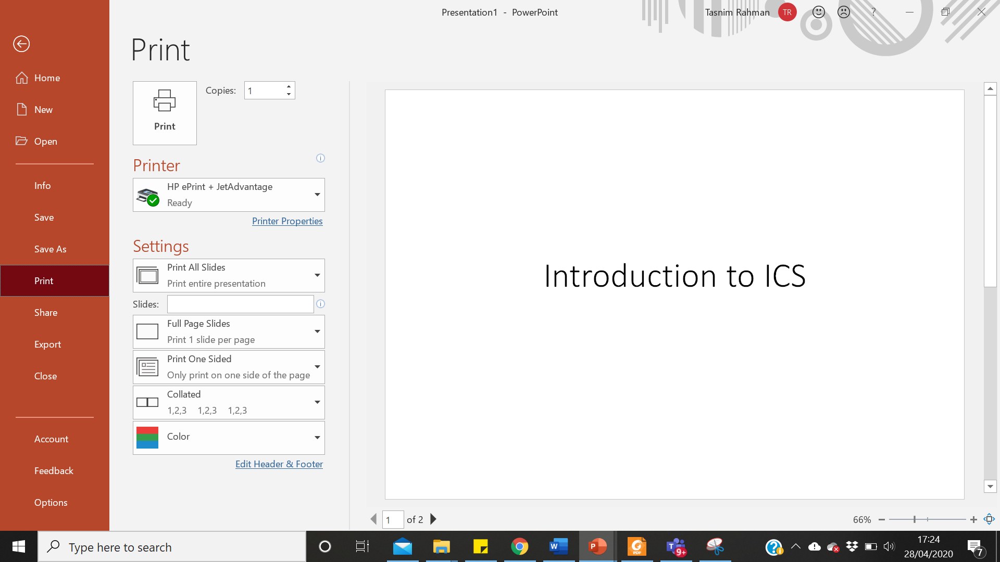 Presentation1 - PowerPoint
Tasnim Rahman
TR
?
Print
Home
New
Open
Info
Save
Save As
Print
Share
Export
Close
Account
Feedback
Options
Print
Copies: 1
Printer
HP ePrint + JetAdvantage
Ready
Printer Properties
Settings
Print All Slides
Print entire presentation
Slides:
Full Page Slides
Print 1 slide per page
Print One Sided
Only print on one side of the page
Collated
1,2,3 1,2,3 1,2,3
Color
Edit Header & Footer
Introduction to ICS
1 of 2
66%
Type here to search
W
P
PDF
T
9+
17:24
28/04/2020
7